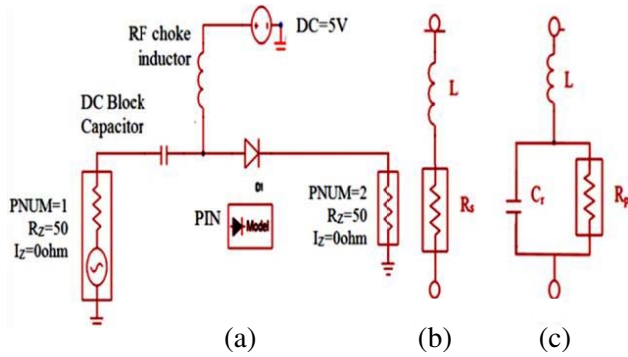 RF choke
inductor
DC=5V
DC Block
Capacitor
PNUM=1
Rz=50
Iz=0ohm
D1
PIN
Model
PNUM=2
Rz=50
Iz=0ohm
L
Rs
L
Cr
Rp
(a)
(b)
(c)